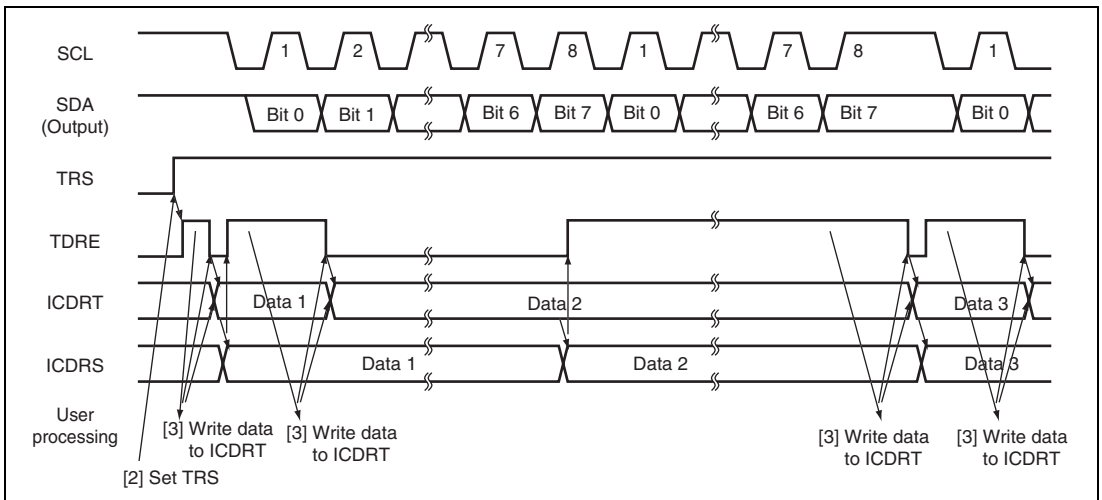 SCL 1 2 7 8 1 7 8 1
SDA
(Output) Bit 0 Bit 1 Bit 6 Bit 7 Bit 0 Bit 6 Bit 7 Bit 0
TRS
TDRE
ICDRT Data 1 Data 2 Data 3
ICDRS Data 1 Data 2 Data 3
User
processing
[3] Write data
to ICDRT
[3] Write data
to ICDRT
[3] Write data
to ICDRT
[3] Write data
to ICDRT
[2] Set TRS